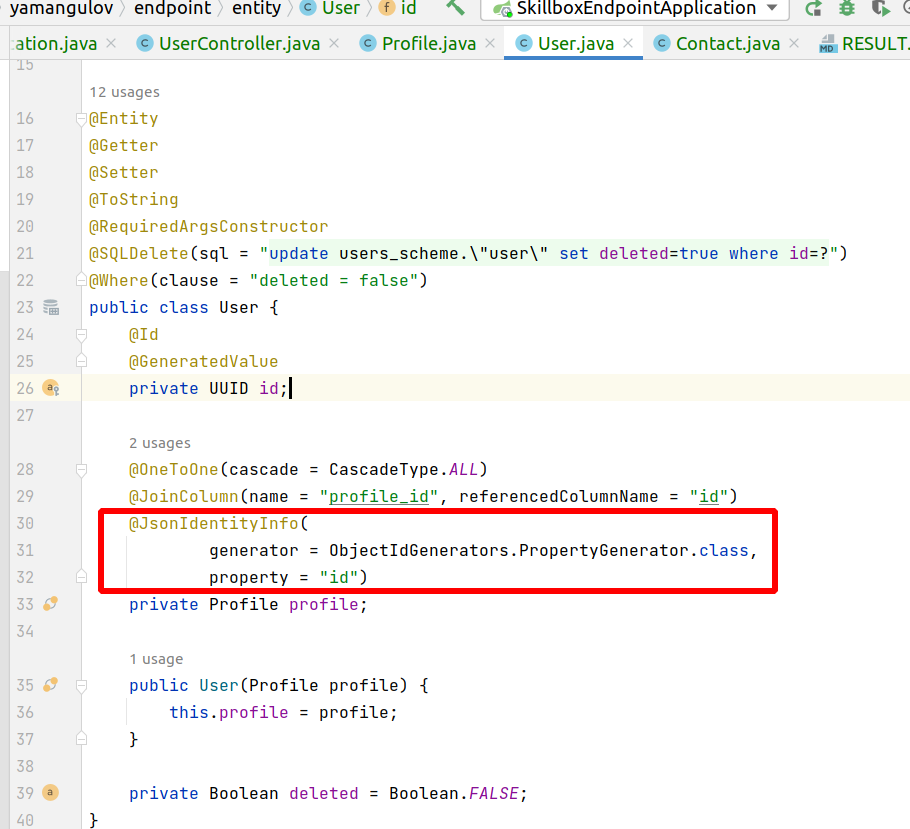 yamangulov endpoint entity C User f id SkillboxEndpointApplication
ation.java C UserController.java C Profile.java C User.java C Contact.java MD RESULT.
15
12 usages
16 @Entity
17 @Getter
18 @Setter
19 @ToString
20 @RequiredArgsConstructor
21 @SQLDelete(sql = "update users_scheme.\"user\" set deleted=true where id=?")
22 @Where(clause = "deleted = false")
23 public class User {
24 @Id
25 @GeneratedValue
26 private UUID id;
27
2 usages
28 @OneToOne(cascade = CascadeType.ALL)
29 @JoinColumn(name = "profile_id", referencedColumnName = "id")
30 @JsonIdentityInfo(
31 generator = ObjectIdGenerators.PropertyGenerator.class,
32 property = "id")
33 private Profile profile;
34
1 usage
35 public User(Profile profile) {
36 this.profile = profile;
37 }
38
39 private Boolean deleted = Boolean.FALSE;
40 }